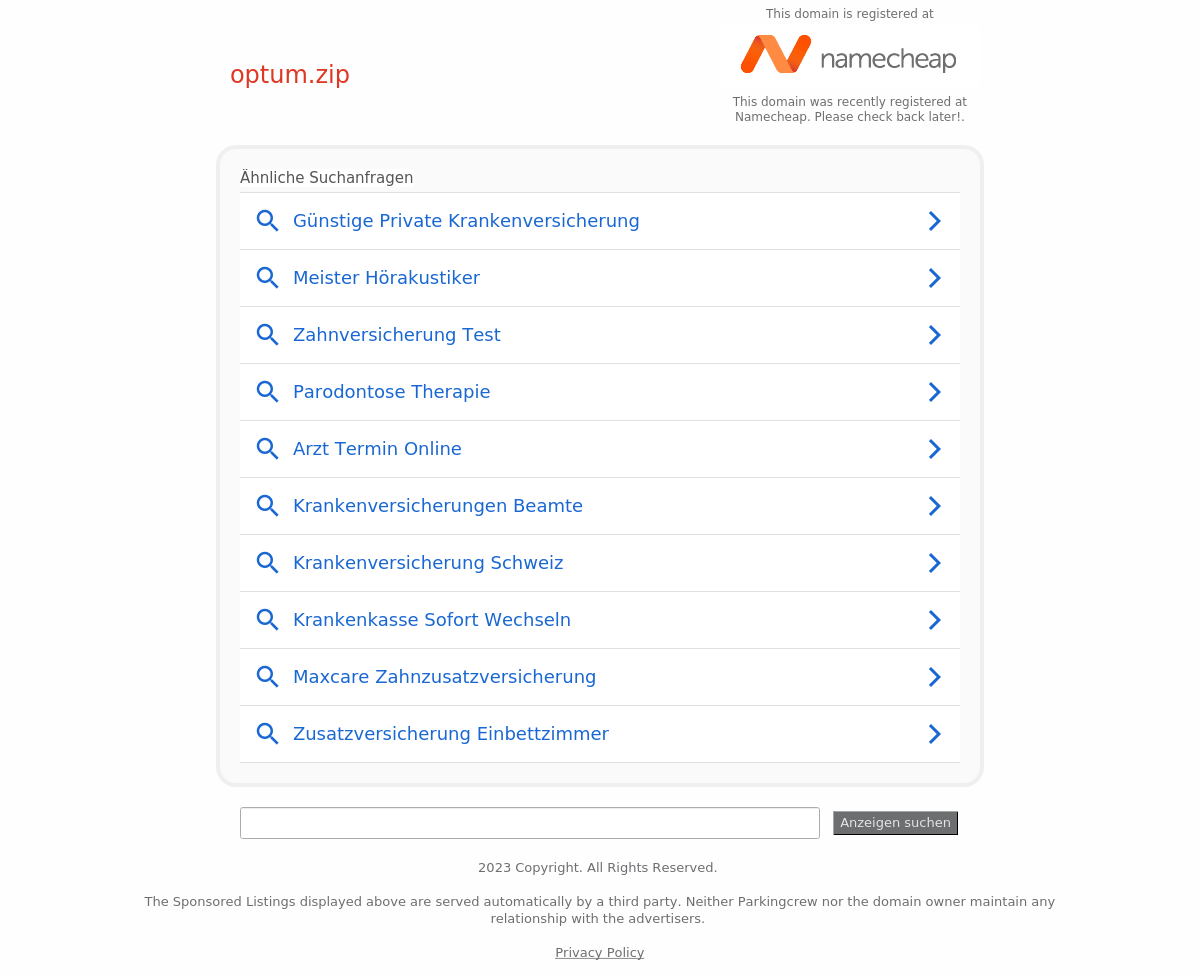 This domain is registered at
optum.zip
namecheap
This domain was recently registered at
Namecheap. Please check back later!.
Ähnliche Suchanfragen
Günstige Private Krankenversicherung
Meister Hörakustiker
Zahnversicherung Test
Parodontose Therapie
Arzt Termin Online
Krankenversicherungen Beamte
Krankenversicherung Schweiz
Krankenkasse Sofort Wechseln
Maxcare Zahnzusatzversicherung
Zusatzversicherung Einbettzimmer
Anzeigen suchen
2023 Copyright. All Rights Reserved.
The Sponsored Listings displayed above are served automatically by a third party. Neither Parkingcrew nor the domain owner maintain any
relationship with the advertisers.
Privacy Policy